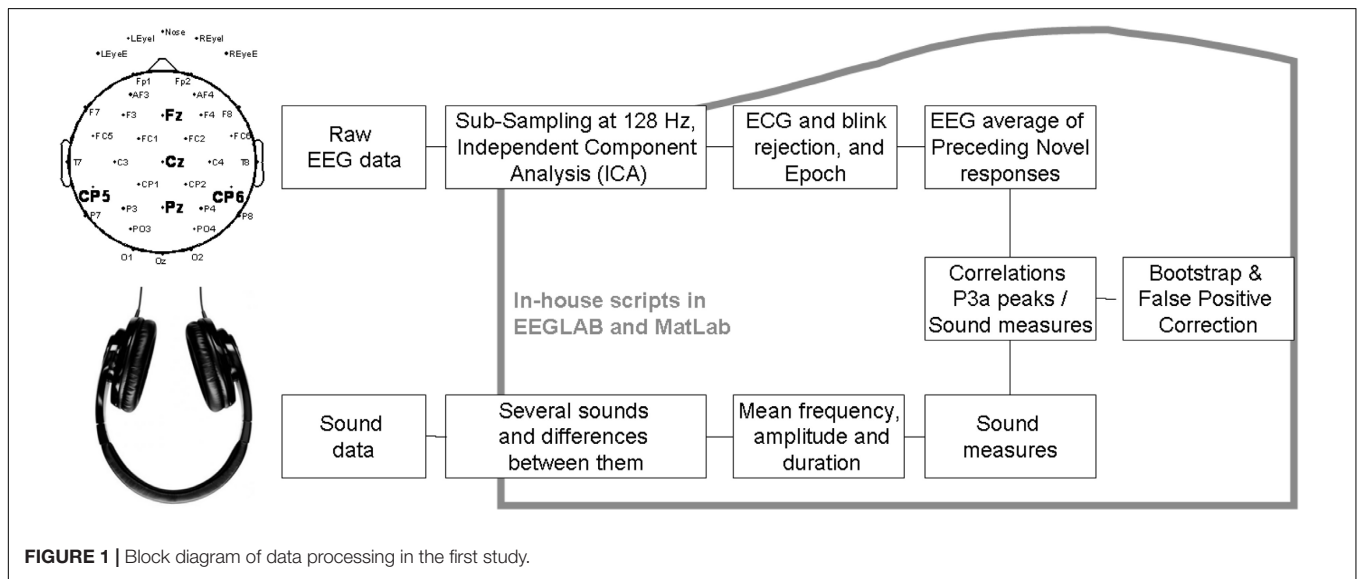 Nose
LEyeI
REyeI
LEyeE
REyeE
Fp1
Fp2
AF3
AF4
F7
F3
Fz
F4
F8
FC5
FC1
FC2
FC6
T7
C3
Cz
C4
T8
CP5
CP1
CP2
CP6
P7
P3
Pz
P4
P8
PO3
PO4
O1
Oz
O2
Raw
EEG data
Sub-Sampling at 128 Hz,
Independent Component
Analysis (ICA)
ECG and blink
rejection, and
Epoch
EEG average of
Preceding Novel
responses
In-house scripts in
EEGLAB and MatLab
Correlations
P3a peaks /
Sound measures
Bootstrap &
False Positive
Correction
Sound
data
Several sounds
and differences
between them
Mean frequency,
amplitude and
duration
Sound
measures
FIGURE 1 | Block diagram of data processing in the first study.